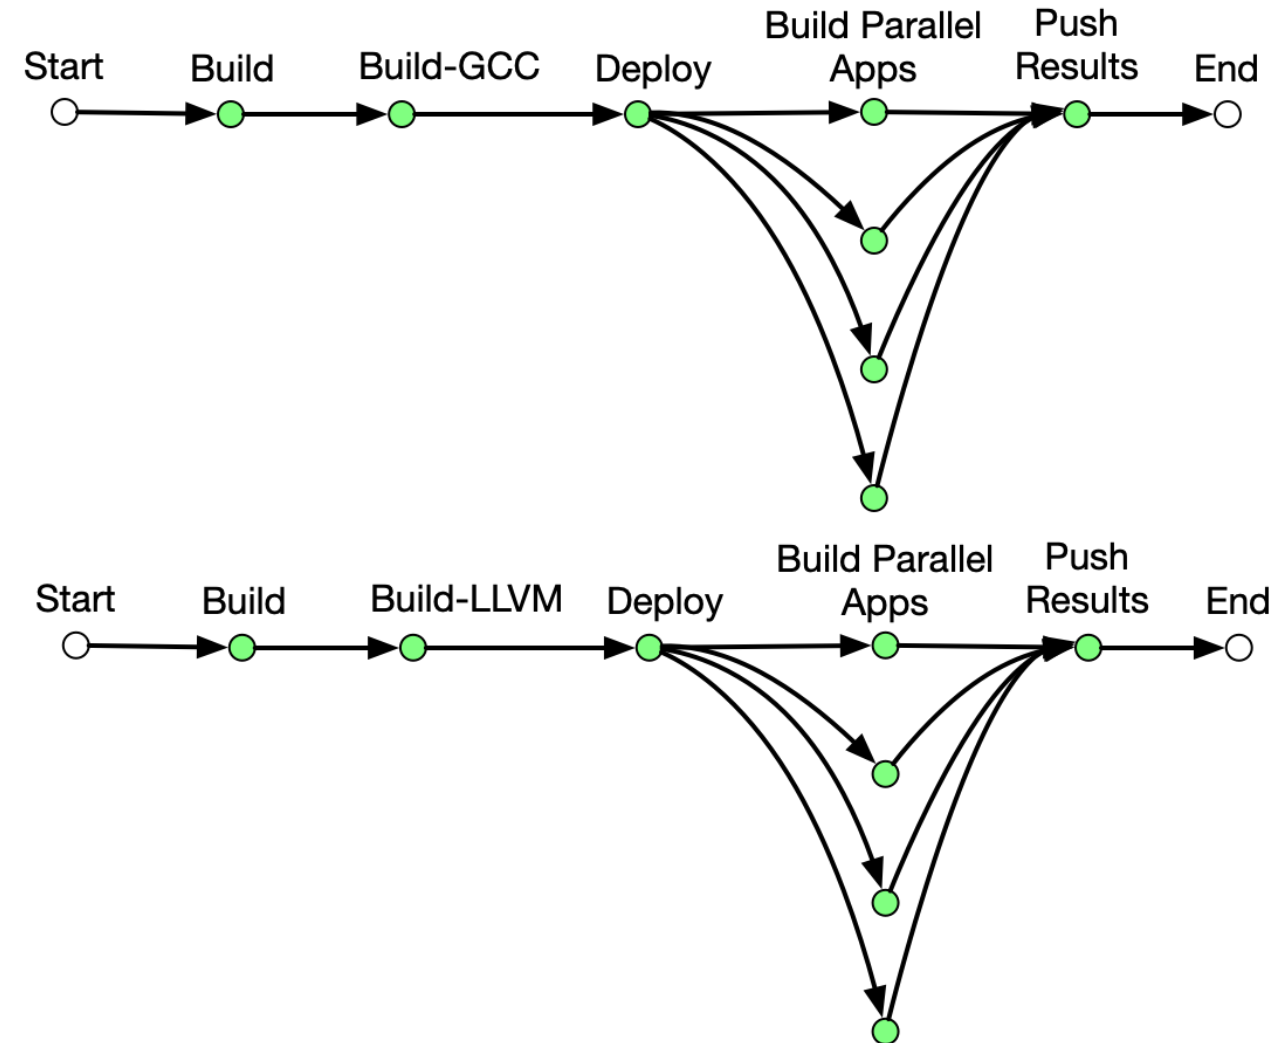 Start
Build
Build-GCC
Deploy
Build Parallel
Apps
Push
Results
End
Start
Build
Build-LLVM
Deploy
Build Parallel
Apps
Push
Results
End